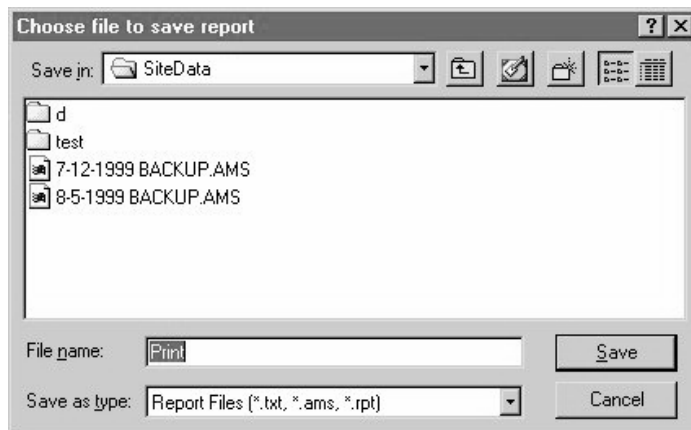 Choose file to save report
Save in: SiteData
d
test
7-12-1999 BACKUP.AMS
8-5-1999 BACKUP.AMS
File name: Print Save
Save as type: Report Files (*.txt, *.ams, *.rpt) Cancel